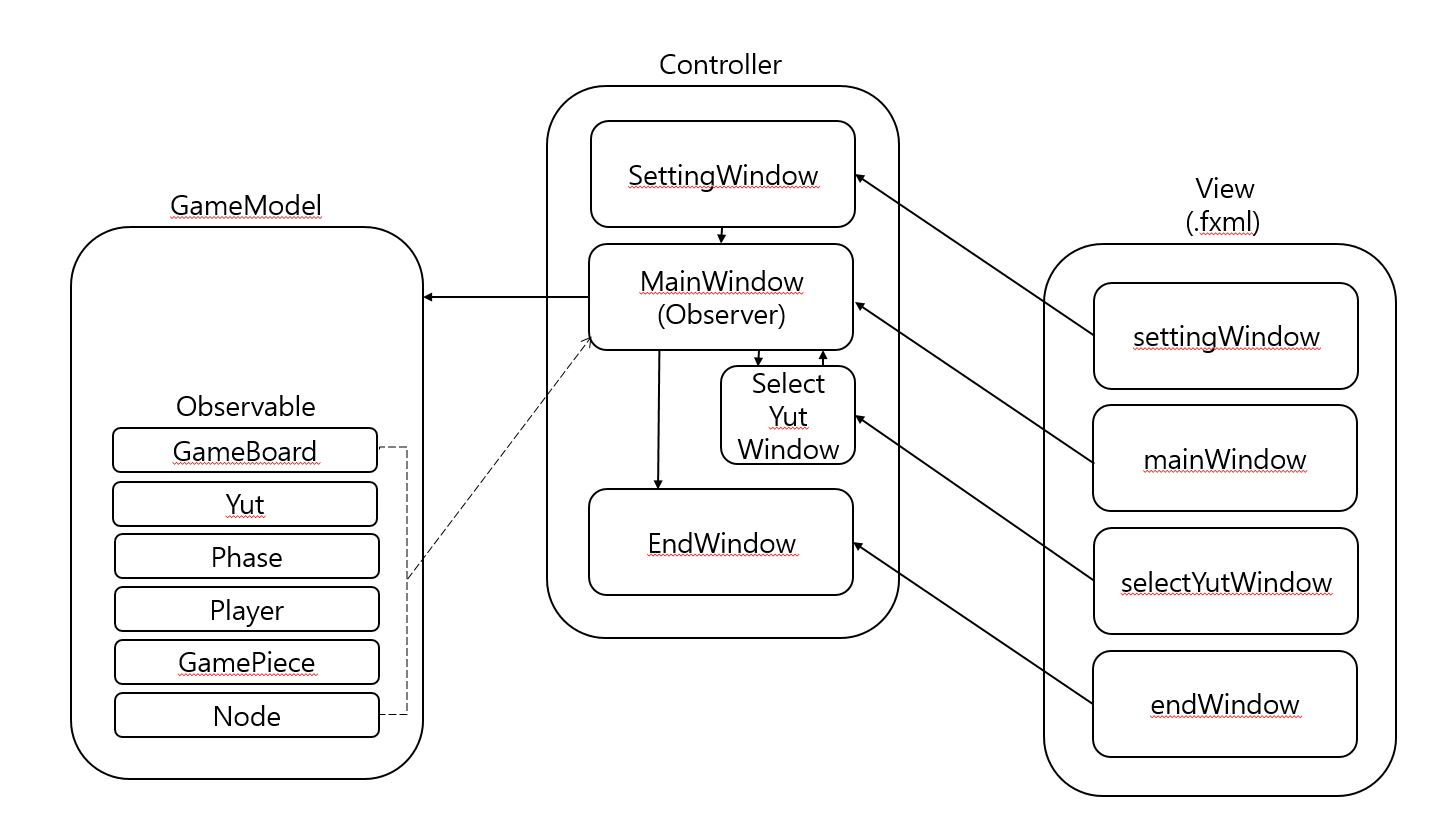 Controller
SettingWindow
MainWindow
(Observer)
Select
Yut
Window
EndWindow
GameModel
Observable
GameBoard
Yut
Phase
Player
GamePiece
Node
View
(.fxml)
settingWindow
mainWindow
selectYutWindow
endWindow